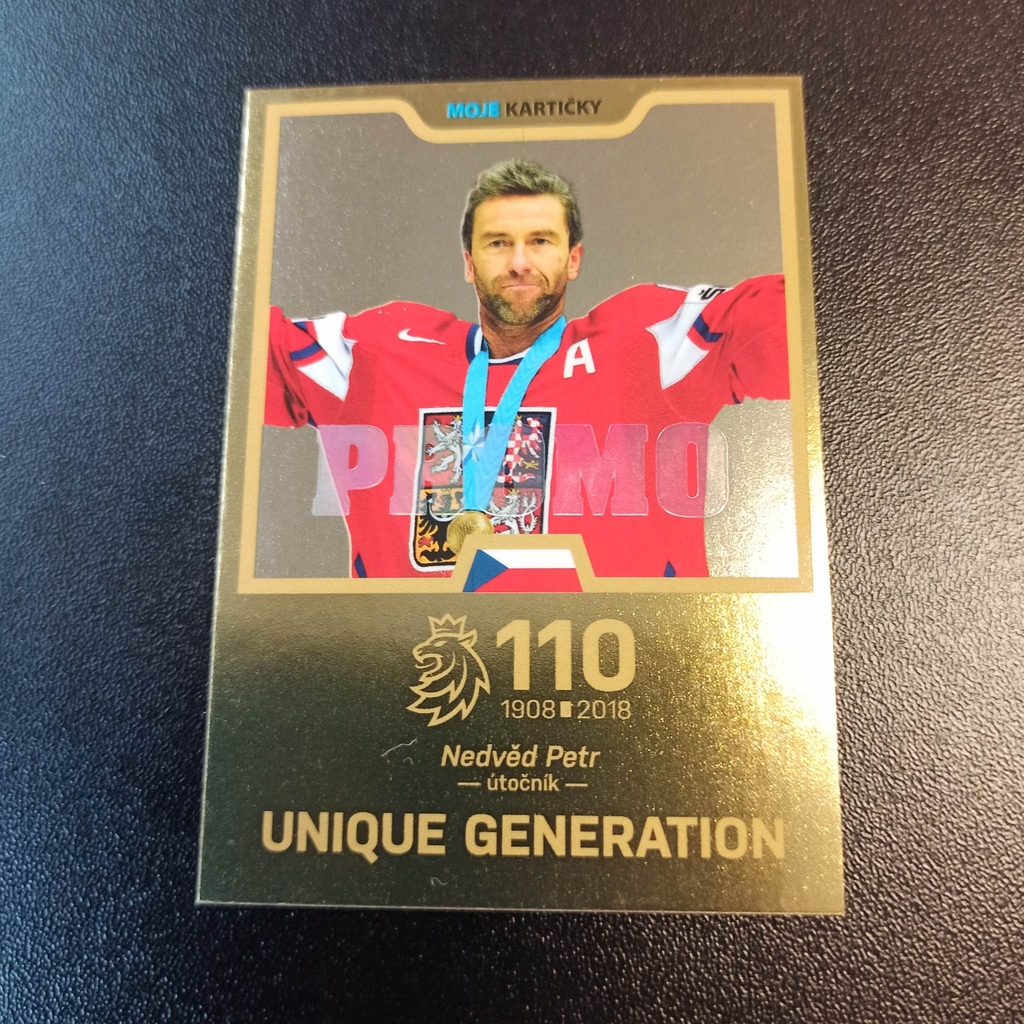 MOJE KARTIČKY
A
PROMO
110
1908 2018
Nedvěd Petr
— útočník —
UNIQUE GENERATION